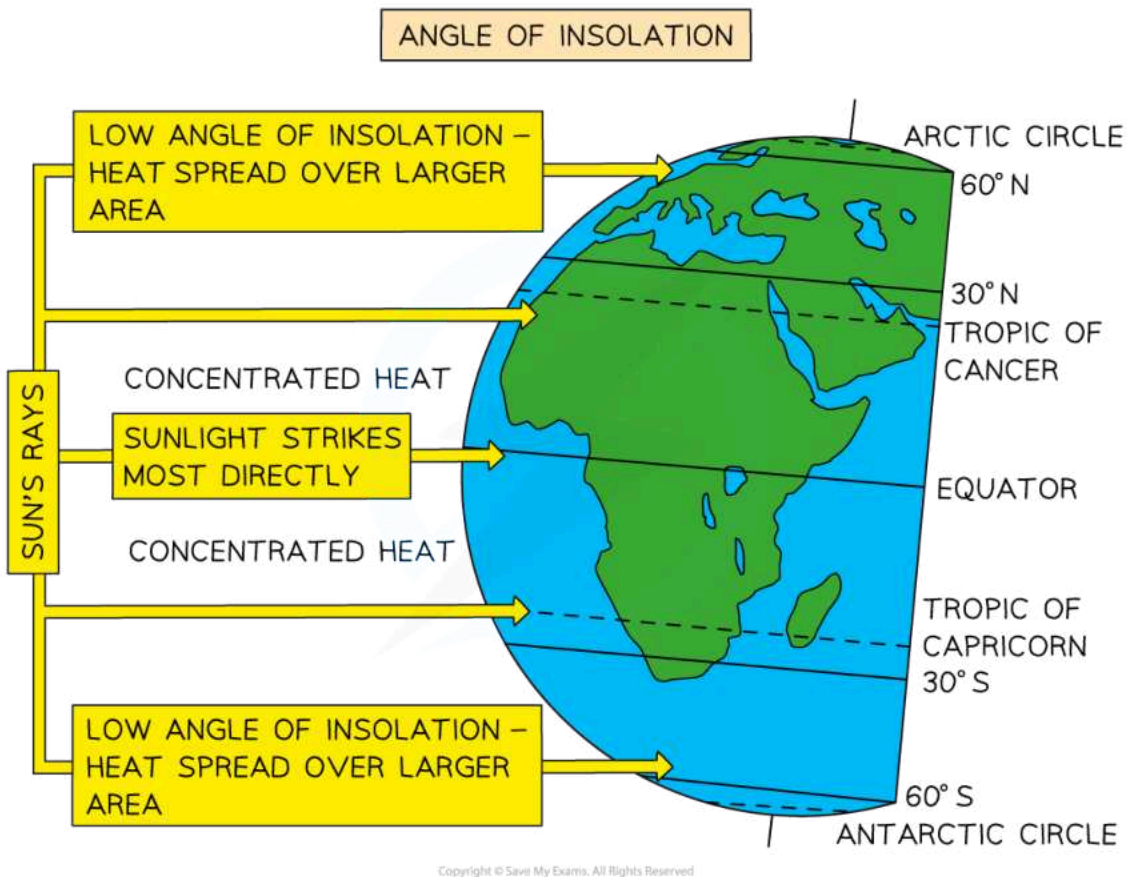 ANGLE OF INSOLATION
LOW ANGLE OF INSOLATION –
HEAT SPREAD OVER LARGER
AREA
ARCTIC CIRCLE
60° N
30° N
TROPIC OF
CANCER
CONCENTRATED HEAT
SUN'S RAYS
SUNLIGHT STRIKES
MOST DIRECTLY
EQUATOR
CONCENTRATED HEAT
TROPIC OF
CAPRICORN
30° S
LOW ANGLE OF INSOLATION –
HEAT SPREAD OVER LARGER
AREA
60° S
ANTARCTIC CIRCLE
Copyright © Save My Exams. All Rights Reserved